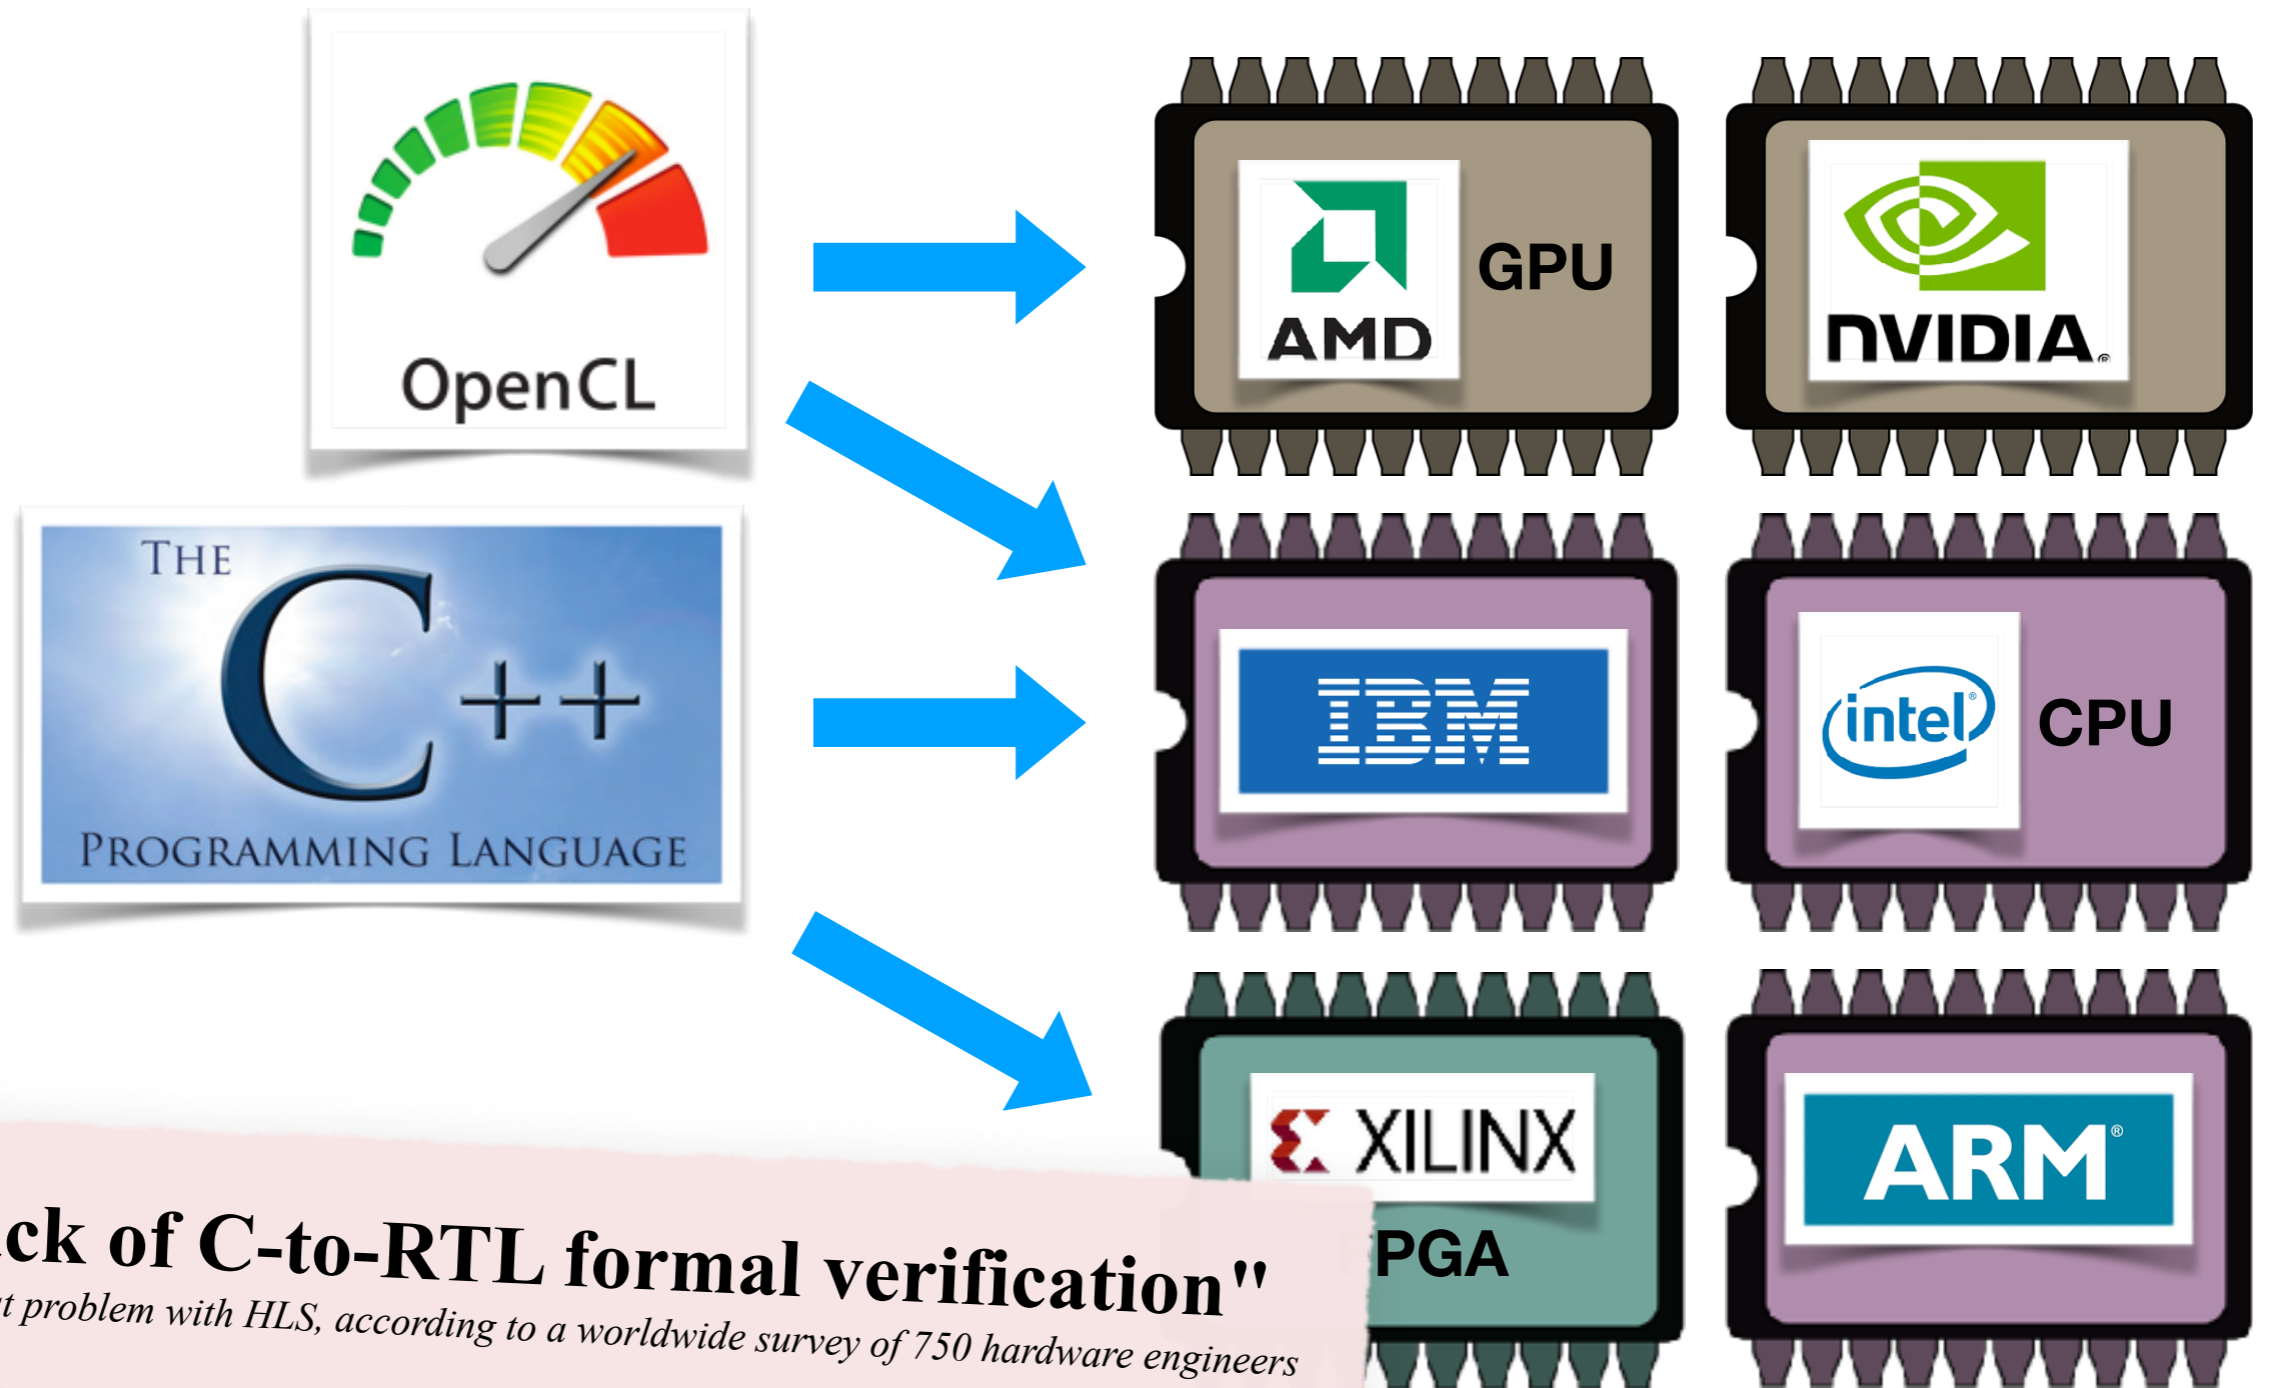 OpenCL
AMD
GPU
NVIDIA®
THE
C++
PROGRAMMING LANGUAGE
IBM
intel®
CPU
XILINX
PGA
ARM®
of C-to-RTL formal verification"
problem with HLS, according to a worldwide survey of 750 hardware engineers